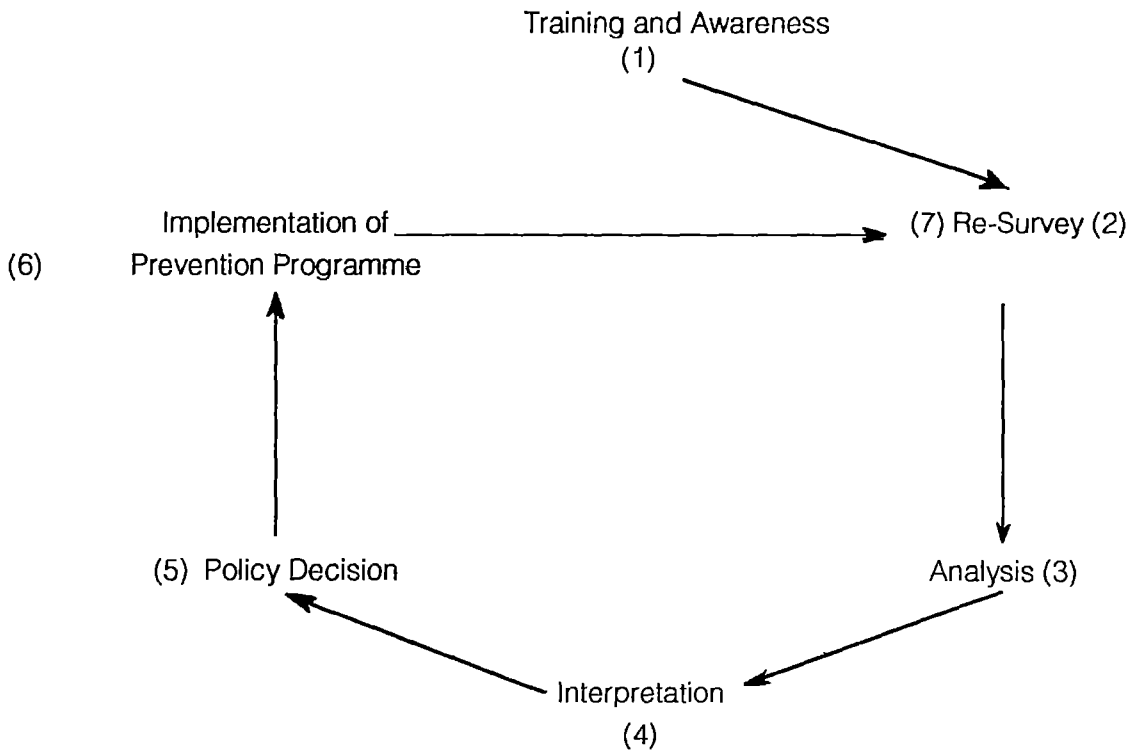 Training and Awareness
(1)
Implementation of
(7) Re-Survey (2)
(6) Prevention Programme
(5) Policy Decision
Analysis (3)
Interpretation
(4)